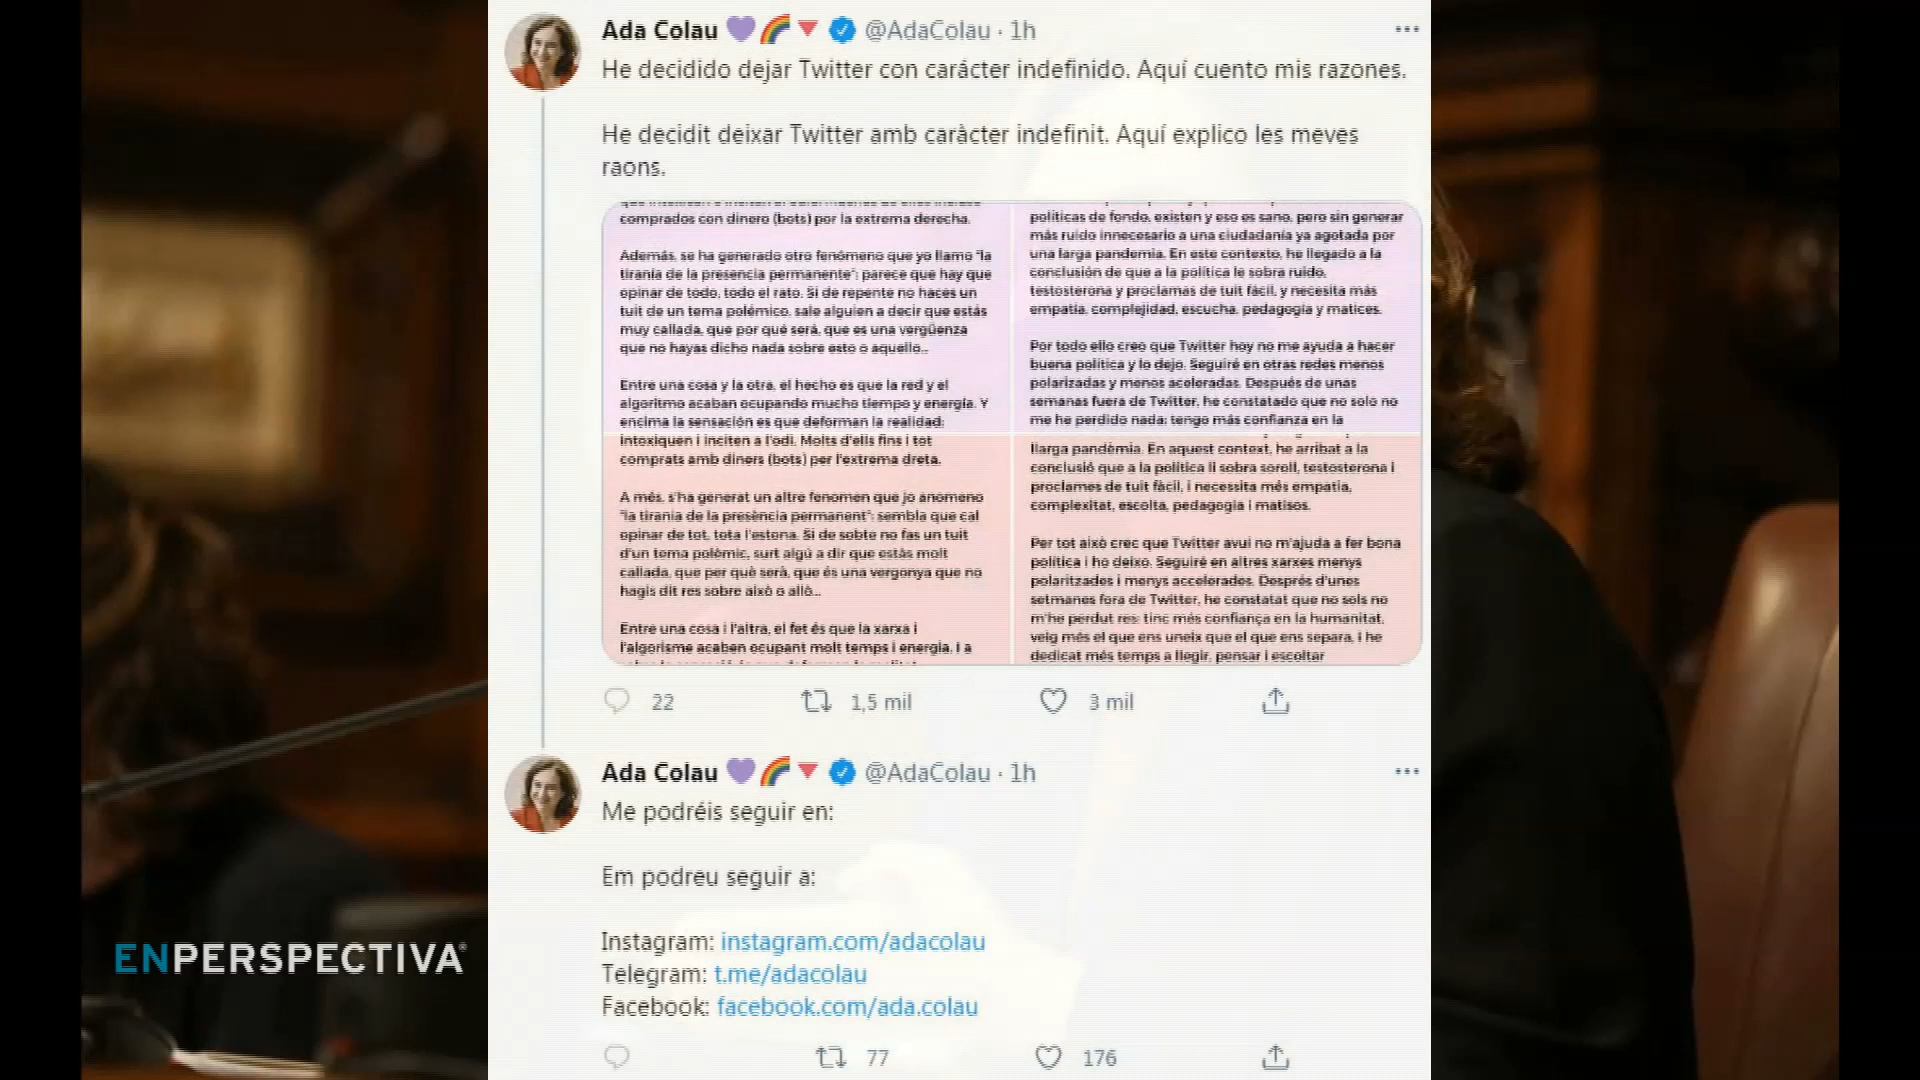 Ada Colau @AdaColau · 1h
He decidido dejar Twitter con carácter indefinido. Aquí cuento mis razones.
He decidit deixar Twitter amb caràcter indefinit. Aquí explico les meves
raons.
comprados con dinero (bots) por la extrema derecha.
Además, se ha generado otro fenómeno que yo llamo "la
tiranía de la presencia permanente": parece que hay que
opinar de todo, todo el rato. Si de repente no haces un
tuit de un tema polémico, sale alguien a decir que estás
muy callada, que por qué será, que es una vergüenza
que no hayas dicho nada sobre esto o aquello...
Entre una cosa y la otra, el hecho es que la red y el
algoritmo acaban ocupando mucho tiempo y energía. Y
encima la sensación es que deforman la realidad:
políticas de fondo, existen y eso es sano, pero sin generar
más ruido innecesario a una ciudadanía ya agotada por
una larga pandemia. En este contexto, he llegado a la
conclusión de que a la política le sobra ruido,
testosterona y proclamas de tuit fácil, y necesita más
empatía, complejidad, escucha, pedagogía y matices.
Por todo ello creo que Twitter hoy no me ayuda a hacer
buena política y lo dejo. Seguiré en otras redes menos
polarizadas y menos aceleradas. Después de unas
semanas fuera de Twitter, he constatado que no solo no
me he perdido nada: tengo más confianza en la
intoxiquen i inciten a l'odi. Molts d'ells fins i tot
comprats amb diners (bots) per l'extrema dreta.
A més, s'ha generat un altre fenomen que jo anomeno
"la tirania de la presència permanent": sembla que cal
opinar de tot, tota l'estona. Si de sobte no fas un tuit
d'un tema polèmic, surt algú a dir que estàs molt
callada, que per què serà, que és una vergonya que no
hagis dit res sobre això o allò...
Entre una cosa i l'altra, el fet és que la xarxa i
l'algorisme acaben ocupant molt temps i energia. I a
llarga pandèmia. En aquest context, he arribat a la
conclusió que a la política li sobra soroll, testosterona i
proclames de tuit fàcil, i necessita més empatia,
complexitat, escolta, pedagogia i matisos.
Per tot això crec que Twitter avui no m'ajuda a fer bona
política i ho deixo. Seguiré en altres xarxes menys
polaritzades i menys accelerades. Després d'unes
setmanes fora de Twitter, he constatat que no sols no
m'he perdut res: tinc més confiança en la humanitat,
veig més el que ens uneix que el que ens separa, i he
dedicat més temps a llegir, pensar i escoltar
22 1,5 mil 3 mil
Ada Colau @AdaColau · 1h
Me podréis seguir en:
Em podreu seguir a:
Instagram: instagram.com/adacolau
Telegram: t.me/adacolau
Facebook: facebook.com/ada.colau
77 176
ENPERSPECTIVA®